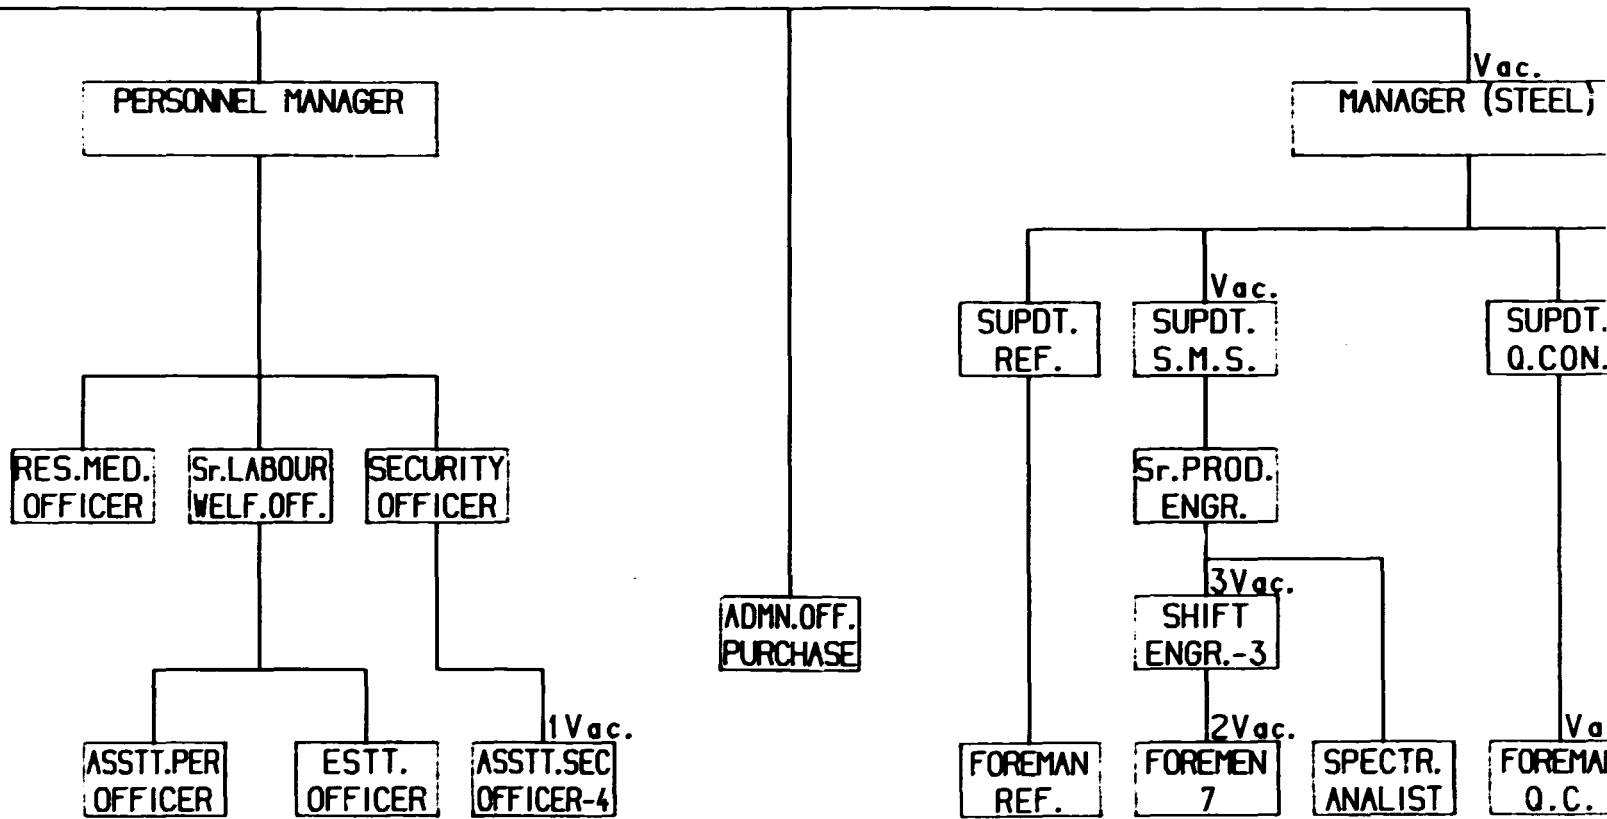 Vac.
PERSONNEL MANAGER
MANAGER (STEEL)
Vac.
SUPDT.
REF.
SUPDT.
S.M.S.
SUPDT.
Q.CON.
RES.MED.
OFFICER
Sr.LABOUR
WELF.OFF.
SECURITY
OFFICER
Sr.PROD.
ENGR.
3Vac.
ADMN.OFF.
PURCHASE
SHIFT
ENGR.-3
1Vac.
2Vac.
Va
ASSTT.PER
OFFICER
ESTT.
OFFICER
ASSTT.SEC
OFFICER-4
FOREMAN
REF.
FOREMEN
7
SPECTR.
ANALIST
FOREMAN
Q.C.